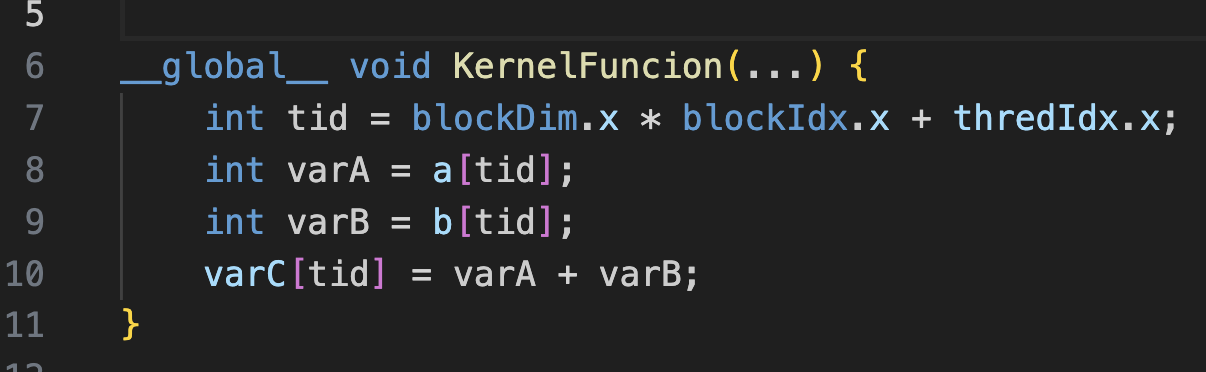 5
6 __global__ void KernelFuncion(...) {
7 int tid = blockDim.x * blockIdx.x + thredIdx.x;
8 int varA = a[tid];
9 int varB = b[tid];
10 varC[tid] = varA + varB;
11 }
12